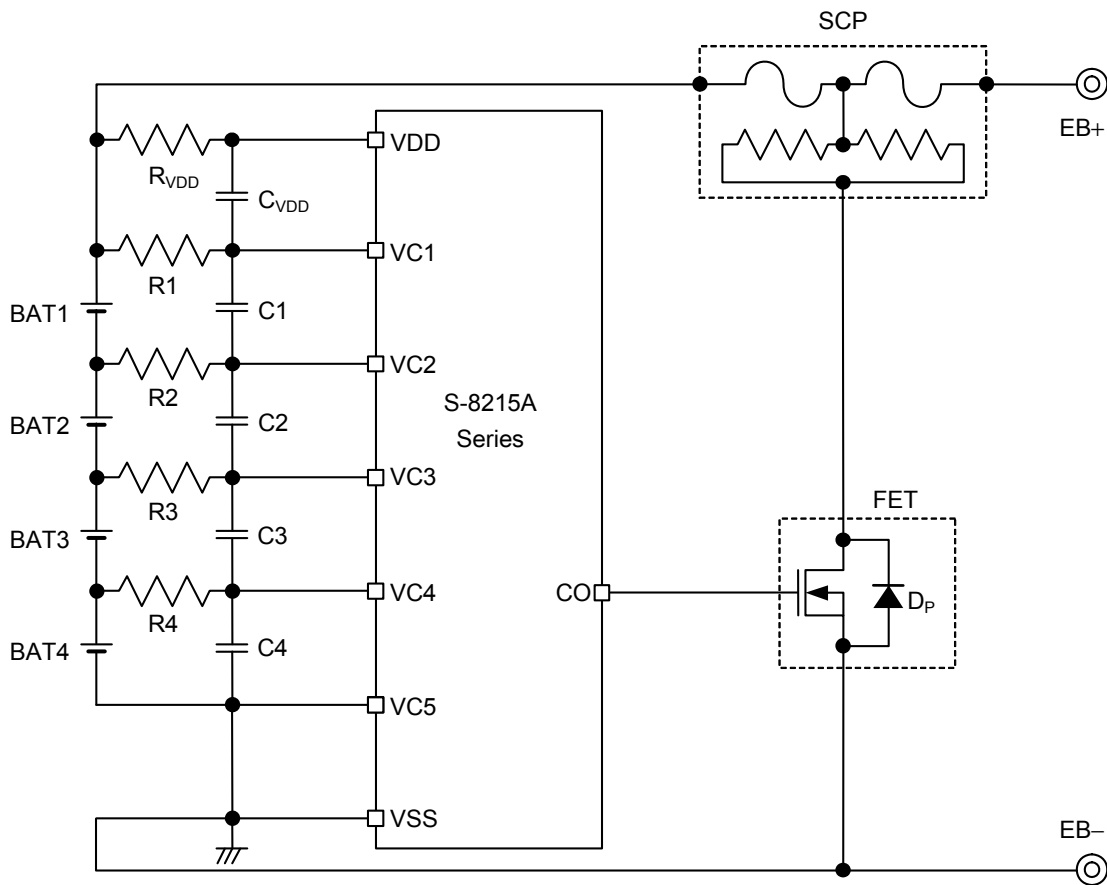 SCP
EB+
VDD
RVDD
CVDD
VC1
R1
BAT1
C1
VC2
R2
S-8215A
Series
BAT2
C2
VC3
R3
FET
BAT3
C3
VC4
CO
R4
DP
BAT4
C4
VC5
VSS
EB−